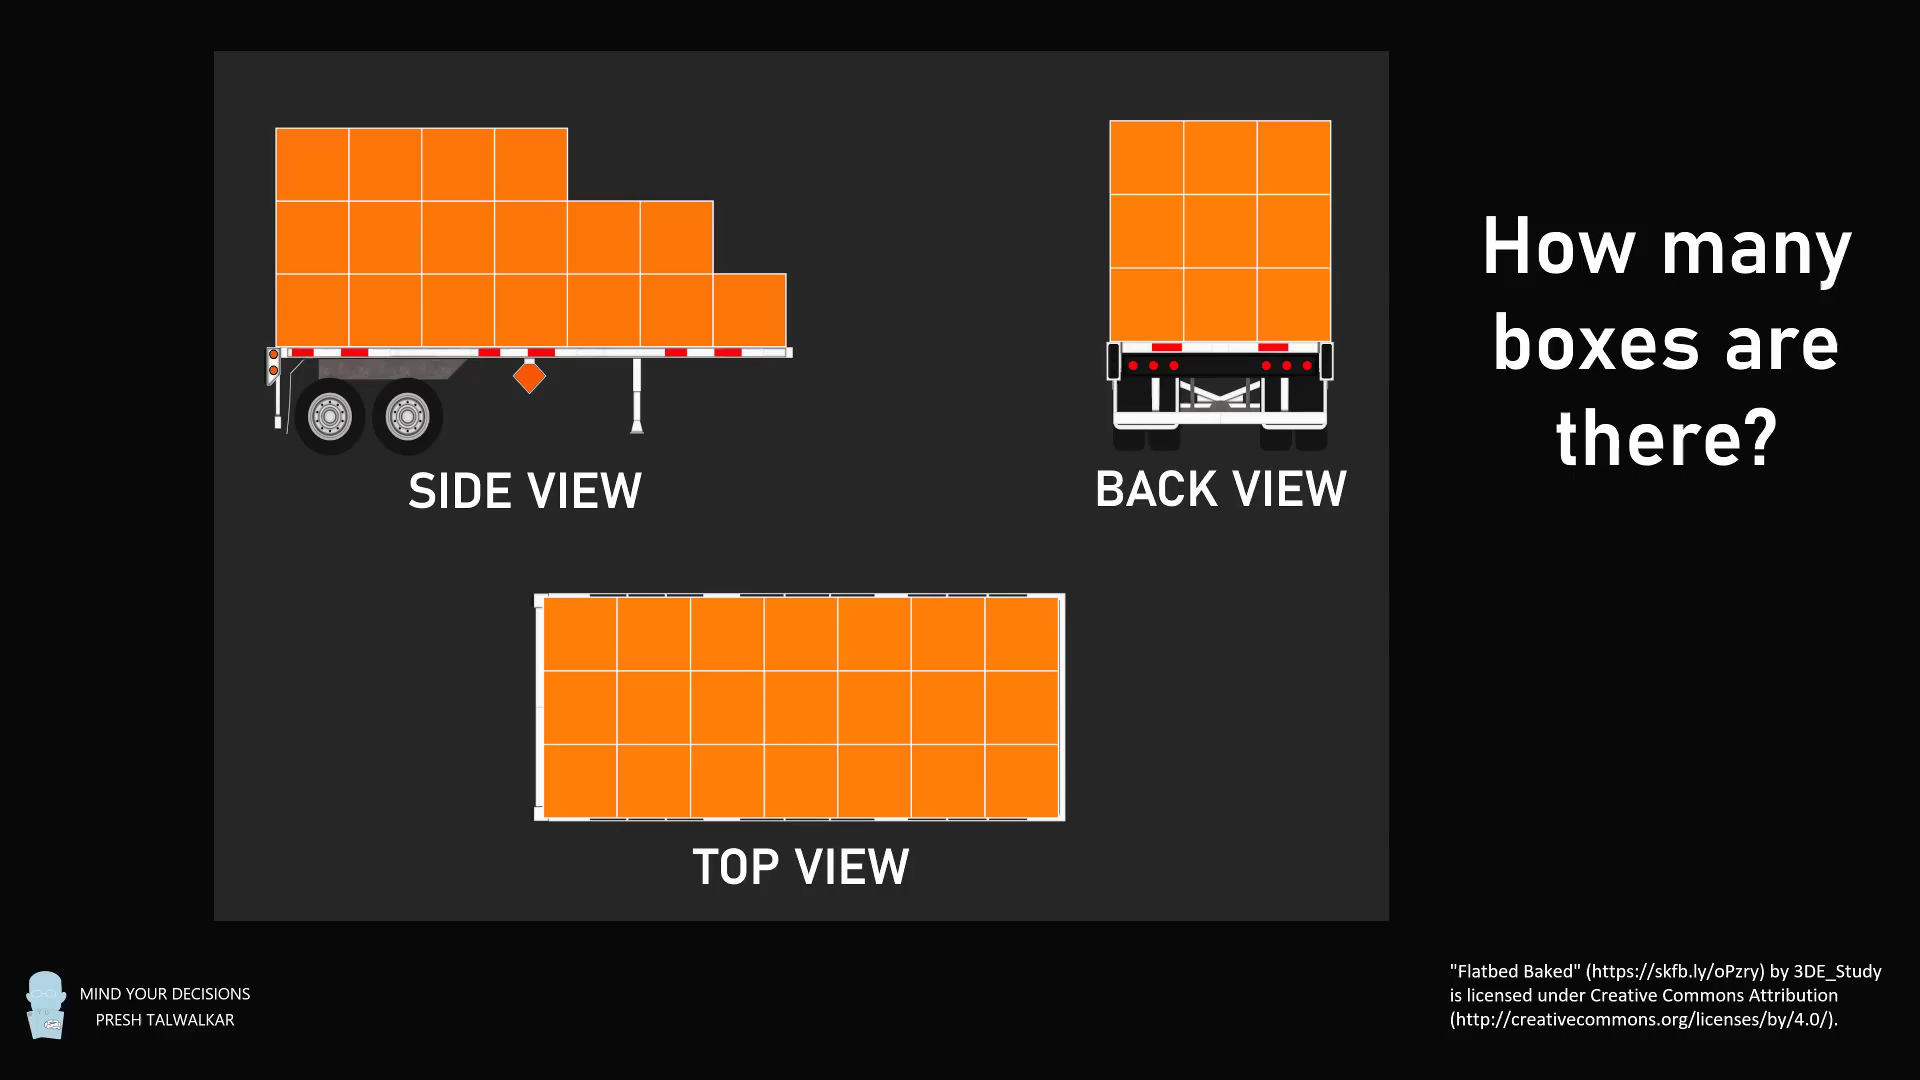 SIDE VIEW
BACK VIEW
TOP VIEW
How many
boxes are
there?
MIND YOUR DECISIONS
PRESH TALWALKAR
"Flatbed Baked" (https://skfb.ly/oPzry) by 3DE_Study
is licensed under Creative Commons Attribution
(http://creativecommons.org/licenses/by/4.0/).